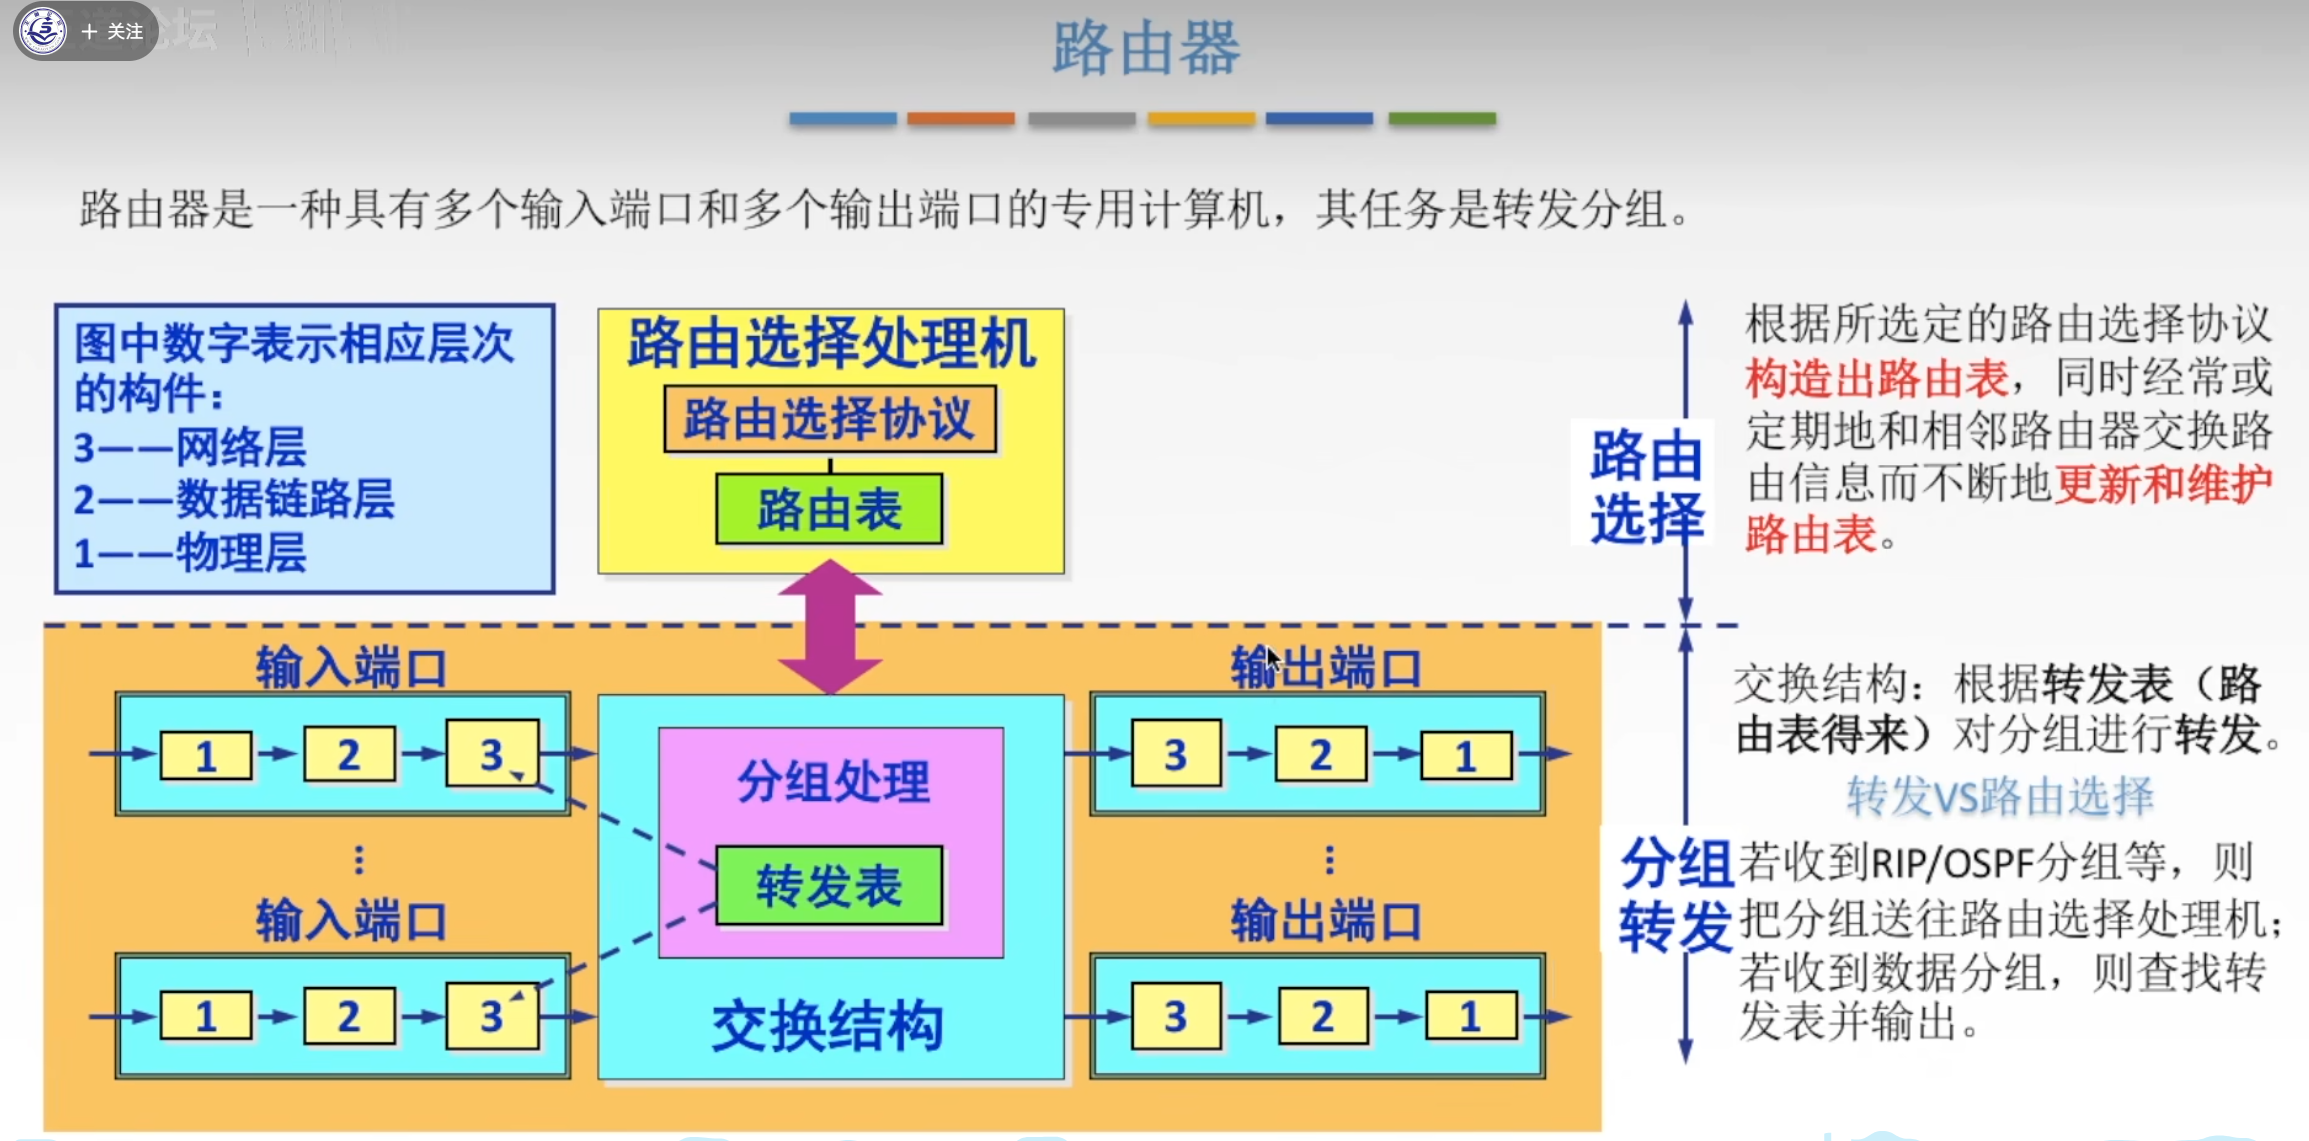 + 关注
论坛
路由器
路由器是一种具有多个输入端口和多个输出端口的专用计算机，其任务是转发分组。
图中数字表示相应层次
的构件：
3——网络层
2——数据链路层
1——物理层
路由选择处理机
路由选择协议
路由表
路由
选择
根据所选定的路由选择协议
构造出路由表，同时经常或
定期地和相邻路由器交换路
由信息而不断地更新和维护
路由表。
输入端口
1 2 3
⋮
输入端口
1 2 3
分组处理
转发表
交换结构
输出端口
3 2 1
⋮
输出端口
3 2 1
分组
转发
交换结构：根据转发表（路
由表得来）对分组进行转发。
转发VS路由选择
若收到RIP/OSPF分组等，则
把分组送往路由选择处理机；
若收到数据分组，则查找转
发表并输出。